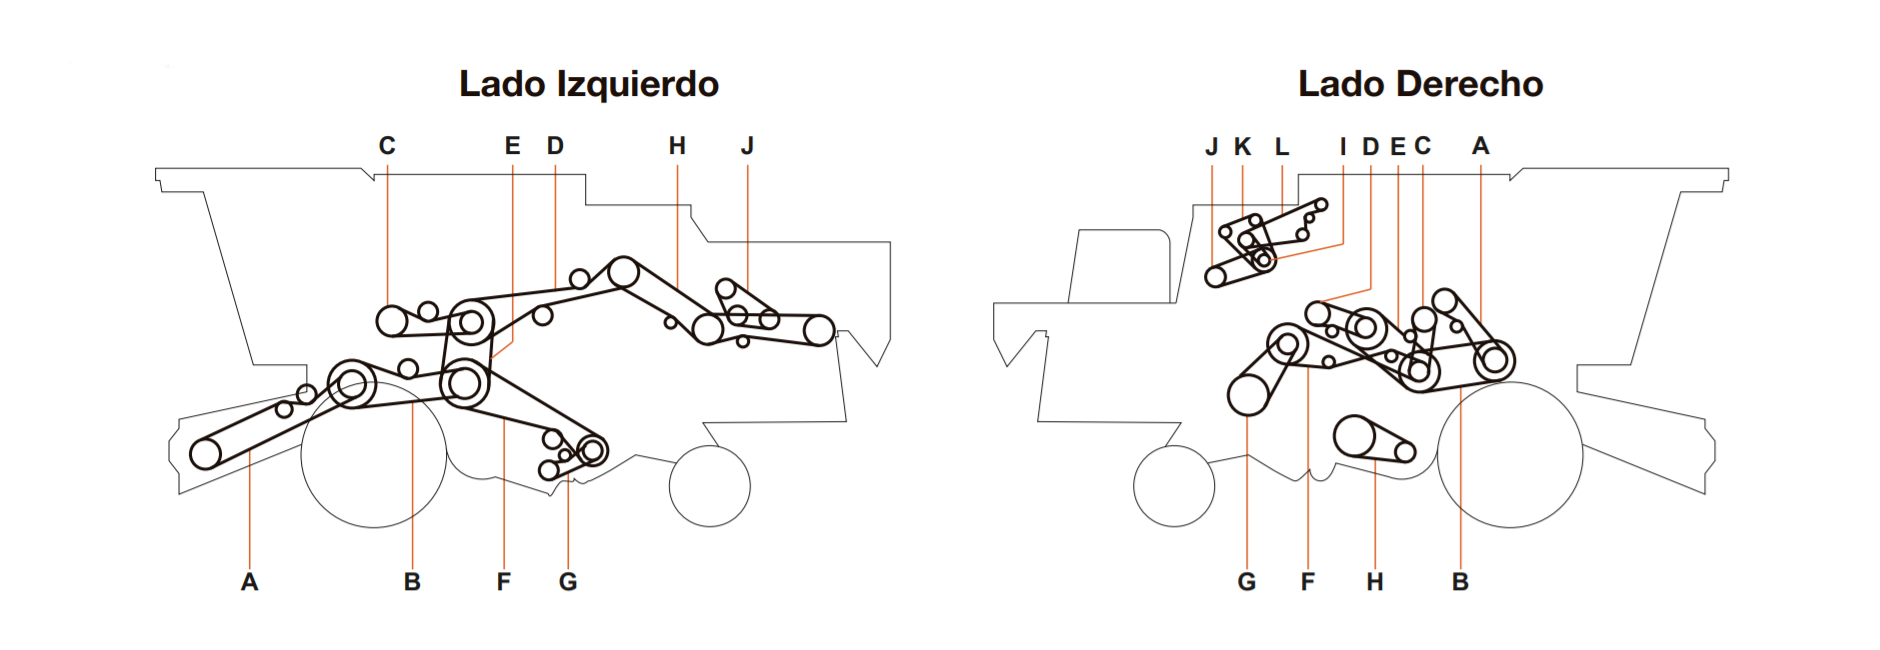 Lado Izquierdo
C E D H J
A B F G
Lado Derecho
J K L I D E C A
G F H B